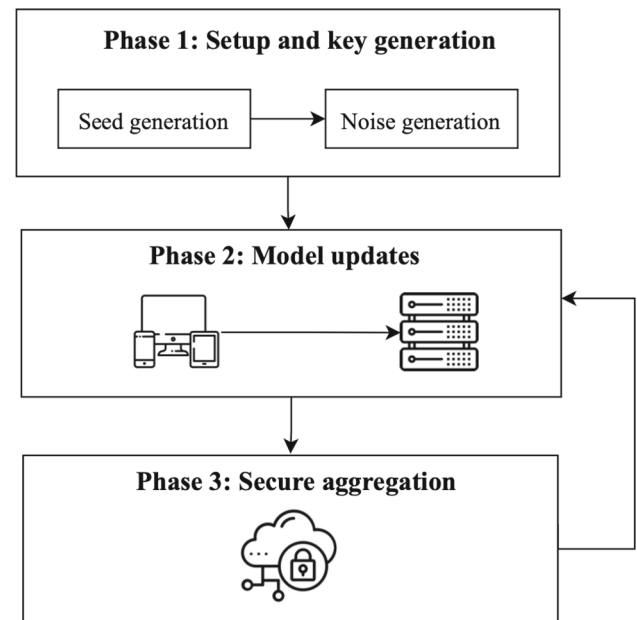 Phase 1: Setup and key generation
Seed generation
Noise generation
Phase 2: Model updates
Phase 3: Secure aggregation